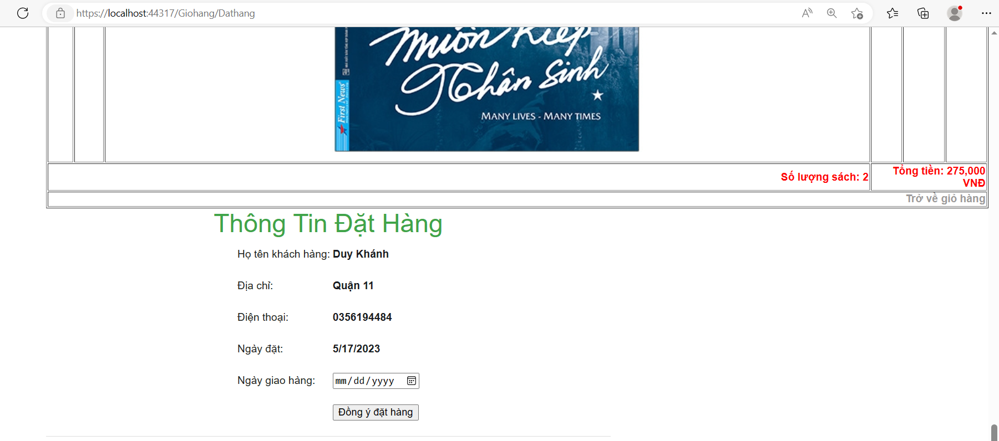 https://localhost:44317/Giohang/Dathang
Muôn Kiếp
Nhân Sinh
First News
MANY LIVES - MANY TIMES
Số lượng sách: 2
Tổng tiền: 275,000
VNĐ
Trở về giỏ hàng
Thông Tin Đặt Hàng
Họ tên khách hàng: Duy Khánh
Địa chỉ: Quận 11
Điện thoại: 0356194484
Ngày đặt: 5/17/2023
Ngày giao hàng: mm/dd/yyyy
Đồng ý đặt hàng